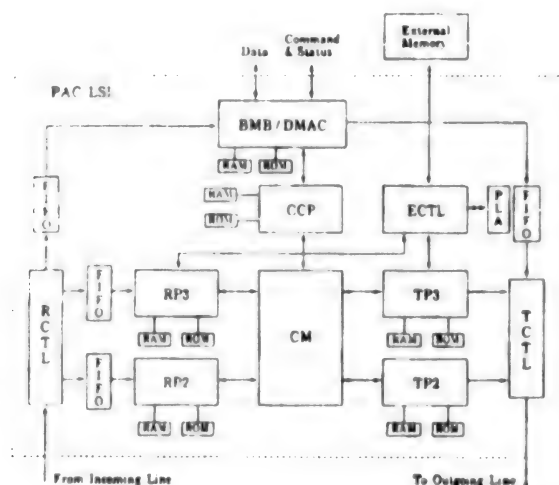 External
Memory
Command
& Status
Data
PAC LSI
BMB/DMAC
RAM
ROM
FIFO
RAM
ROM
CCP
ECTL
PLA
FIFO
RCTL
FIFO
RP3
CM
TP3
TCTL
RAM
ROM
RAM
ROM
FIFO
RP2
TP2
RAM
ROM
RAM
ROM
From Incoming Line
To Outgoing Line